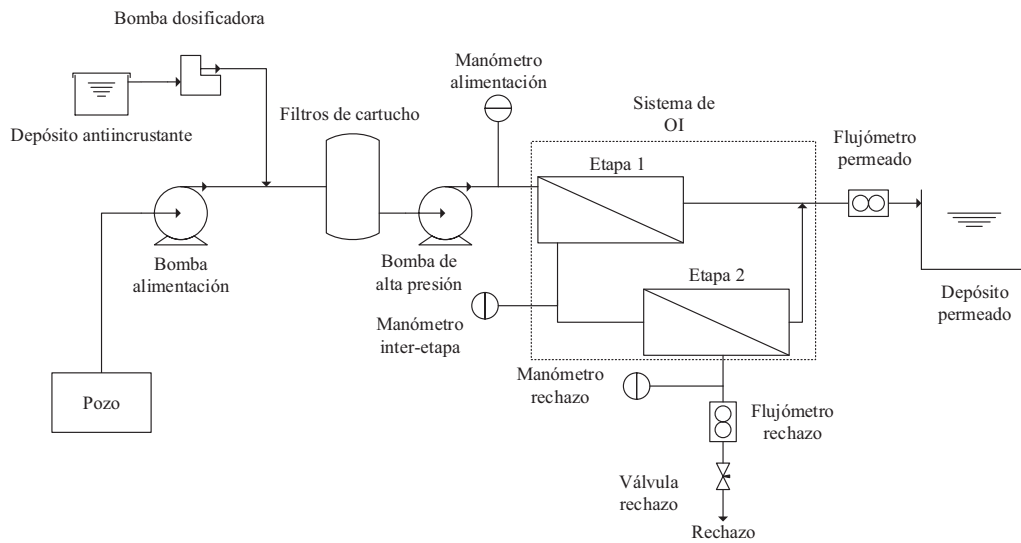 Bomba dosificadora
Depósito antiincrustante
Filtros de cartucho
Manómetro
alimentación
Sistema de
OI
Flujómetro
permeado
Etapa 1
Bomba
alimentación
Bomba de
alta presión
Etapa 2
Depósito
permeado
Manómetro
inter-etapa
Manómetro
rechazo
Pozo
Flujómetro
rechazo
Válvula
rechazo
Rechazo